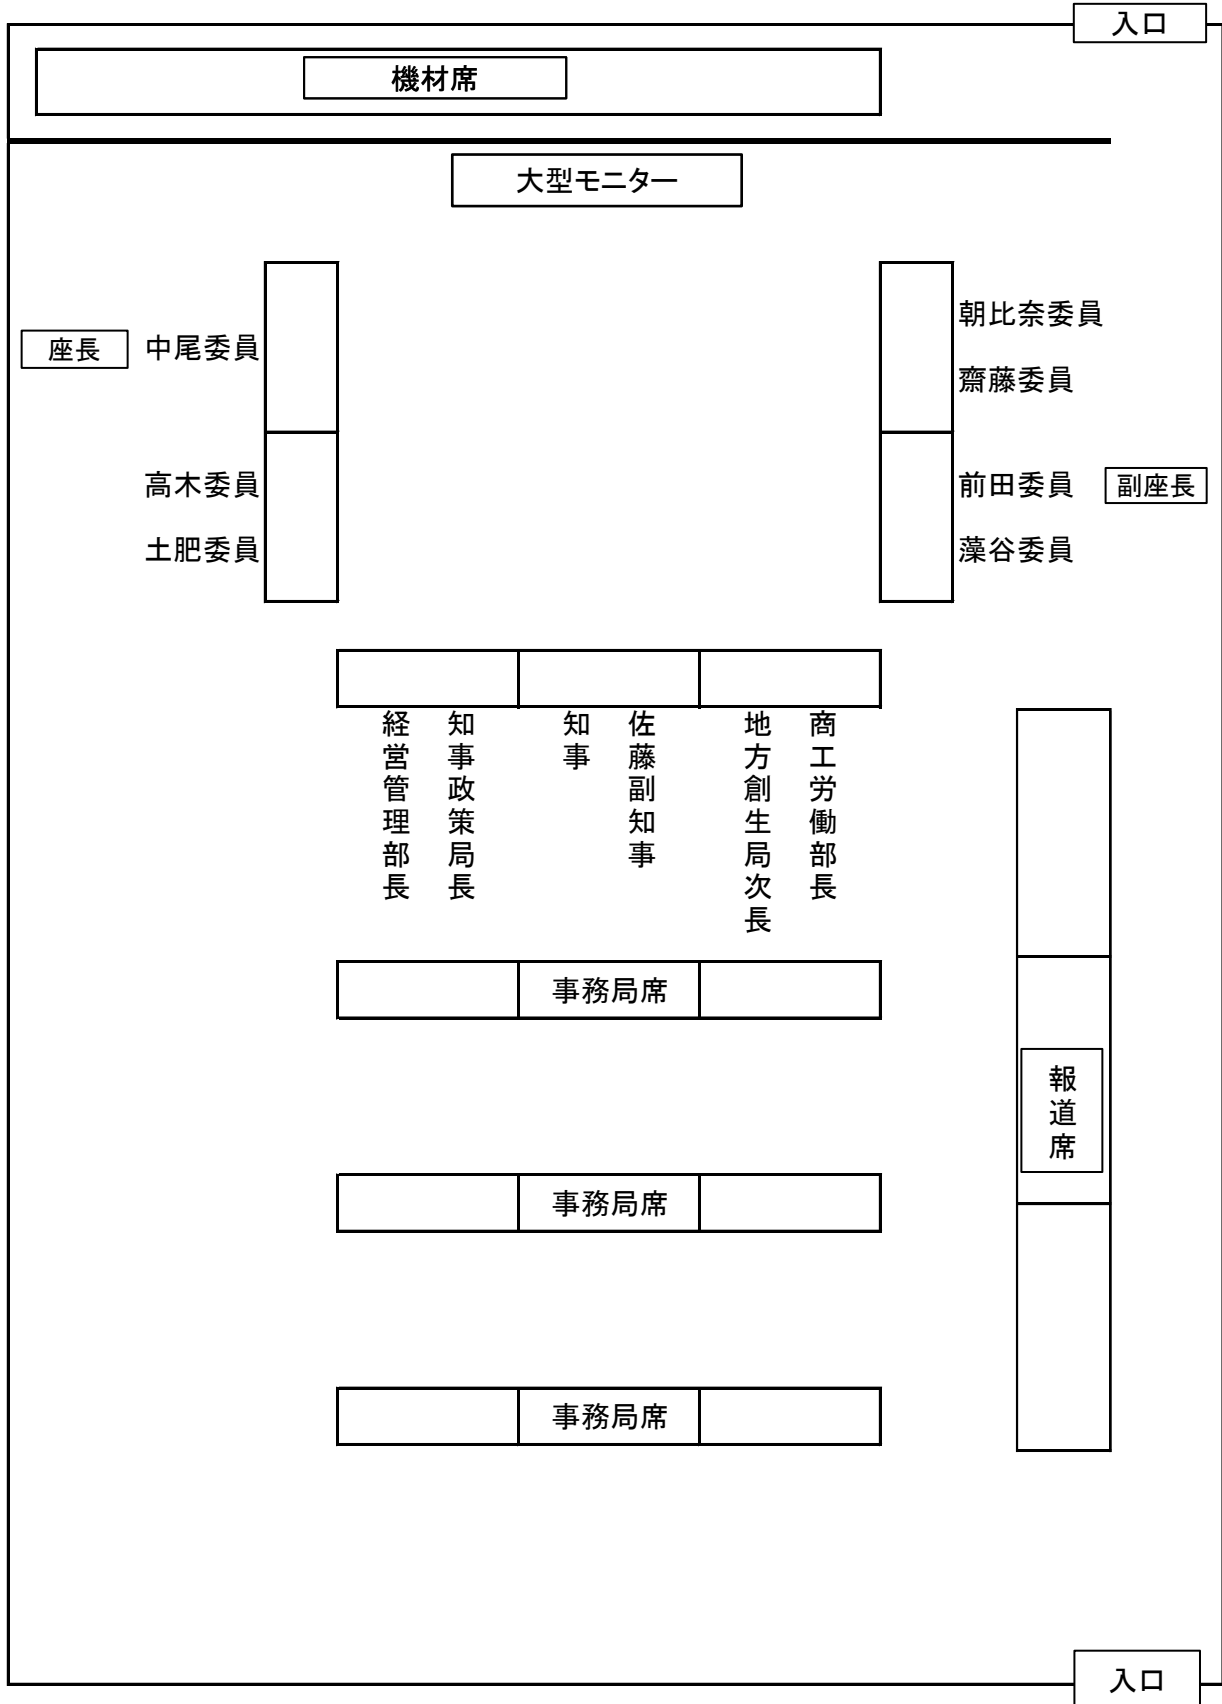 入口
機材席
大型モニター
座長
中尾委員
高木委員
土肥委員
朝比奈委員
齋藤委員
前田委員
副座長
藻谷委員
経営管理部長
知事政策局長
知事
佐藤副知事
地方創生局次長
商工労働部長
事務局席
報道席
事務局席
事務局席
入口